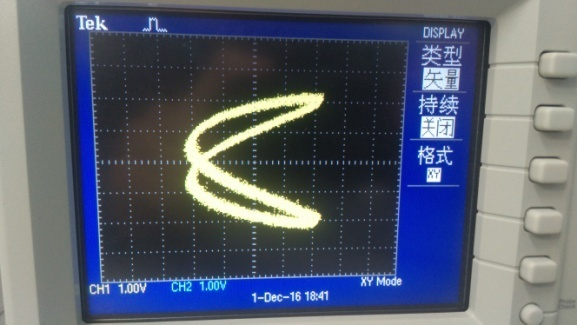 Tek
DISPLAY
类型
矢量
持续
关闭
格式
XY
CH1 1.00V CH2 1.00V XY Mode
1-Dec-16 18:41